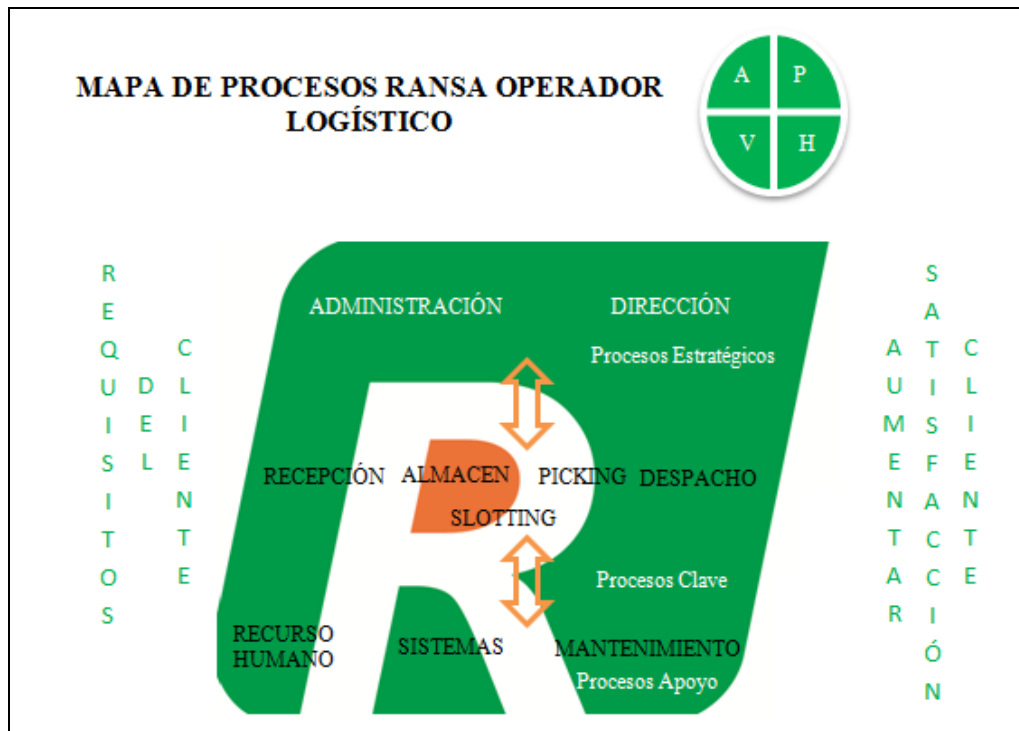 MAPA DE PROCESOS RANSA OPERADOR
LOGÍSTICO
A P
V H
REQUISITOS
DEL
CLIENTE
ADMINISTRACIÓN DIRECCIÓN
Procesos Estratégicos
RECEPCIÓN ALMACEN PICKING DESPACHO
SLOTTING
Procesos Clave
RECURSO
HUMANO
SISTEMAS
MANTENIMIENTO
Procesos Apoyo
AUMENTAR
SATISFACCIÓN
CLIENTE